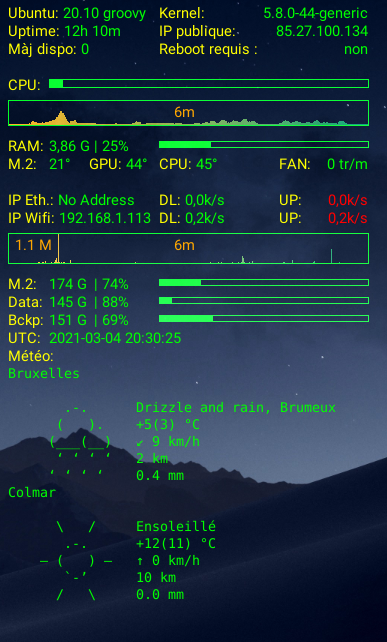 Ubuntu: 20.10 groovy Kernel: 5.8.0-44-generic
Uptime: 12h 10m IP publique: 85.27.100.134
Màj dispo: 0 Reboot requis : non
CPU:
6m
RAM: 3,86 G | 25%
M.2: 21° GPU: 44° CPU: 45° FAN: 0 tr/m
IP Eth.: No Address DL: 0,0k/s UP: 0,0k/s
IP Wifi: 192.168.1.113 DL: 0,2k/s UP: 0,2k/s
1.1 M 6m
M.2: 174 G | 74%
Data: 145 G | 88%
Bckp: 151 G | 69%
UTC: 2021-03-04 20:30:25
Météo:
Bruxelles
Drizzle and rain, Brumeux
+5(3) °C
↙ 9 km/h
2 km
0.4 mm
Colmar
Ensoleillé
+12(11) °C
↑ 0 km/h
10 km
0.0 mm